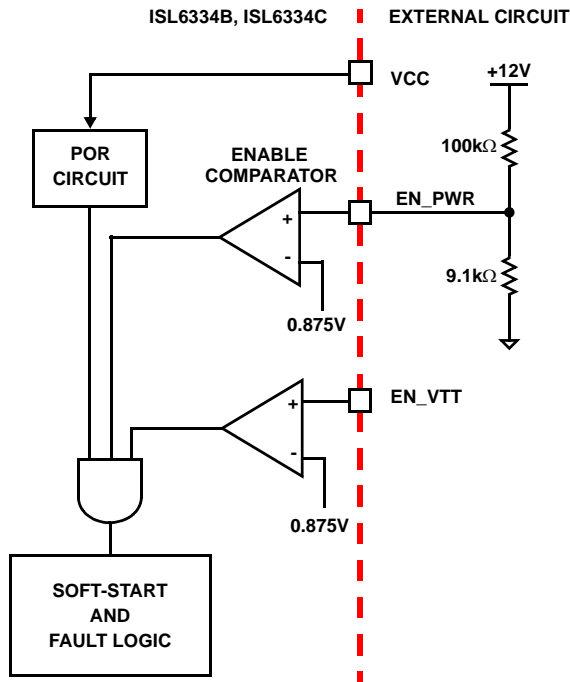 ISL6334B, ISL6334C
EXTERNAL CIRCUIT
VCC
+12V
POR
CIRCUIT
ENABLE
COMPARATOR
100kΩ
EN_PWR
+
-
9.1kΩ
0.875V
EN_VTT
+
-
0.875V
SOFT-START
AND
FAULT LOGIC